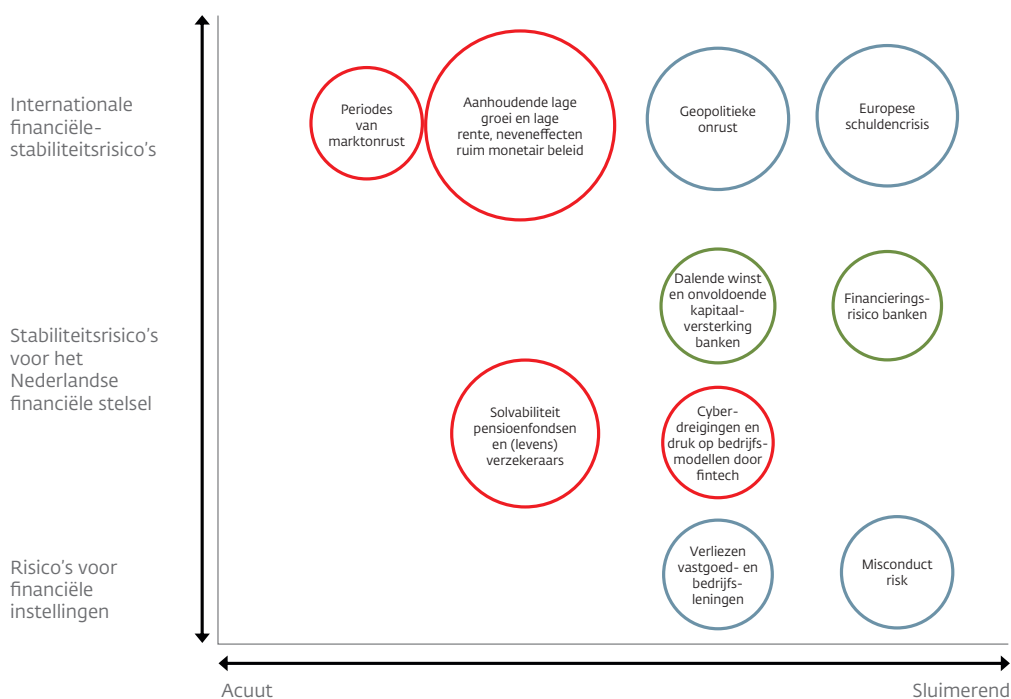 Internationale
financiële-
stabiliteitsrisico's
Periodes
van
marktonrust
Aanhoudende lage
groei en lage
rente, neveneffecten
ruim monetair beleid
Geopolitieke
onrust
Europese
schuldencrisis
Stabiliteitsrisico's
voor het
Nederlandse
financiële stelsel
Dalende winst
en onvoldoende
kapitaal-
versterking
banken
Financierings-
risico banken
Solvabiliteit
pensioenfondsen
en (levens)
verzekeraars
Cyber-
dreigingen en
druk op bedrijfs-
modellen door
fintech
Risico's voor
financiële
instellingen
Verliezen
vastgoed- en
bedrijfs-
leningen
Misconduct
risk
Acuut
Sluimerend